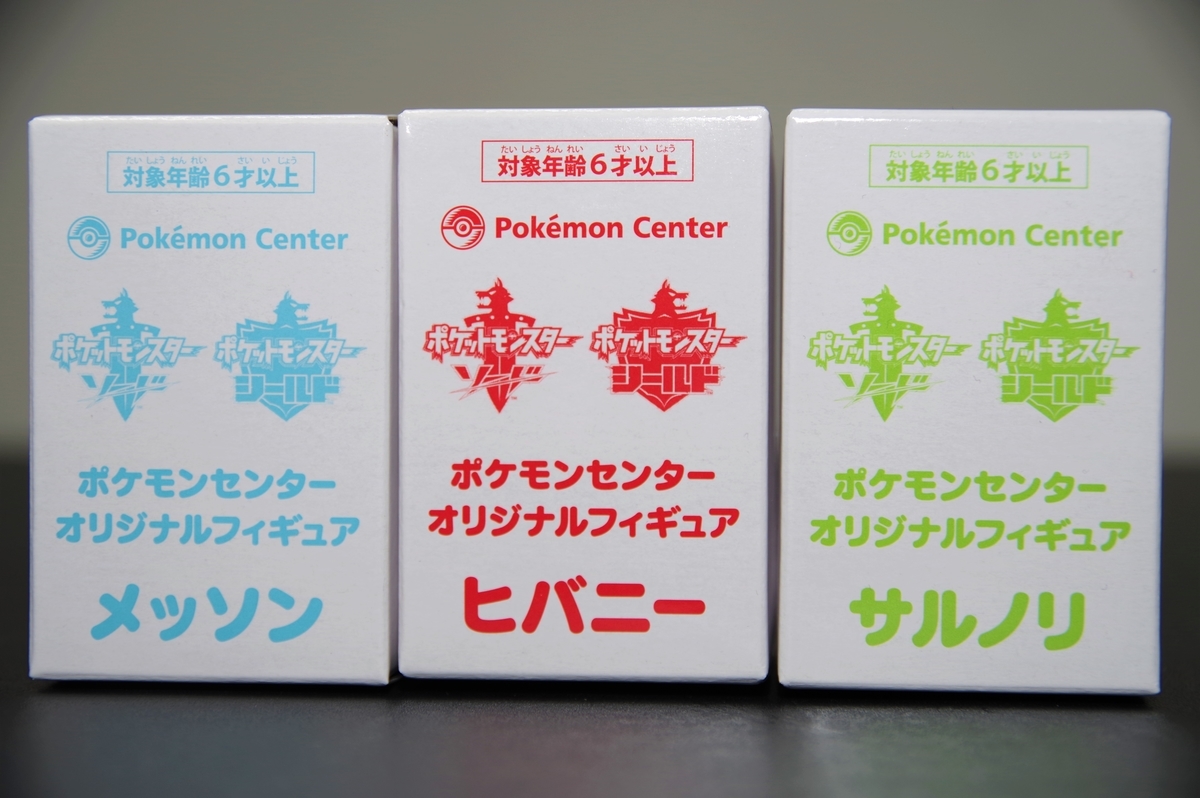 たいしょうねんれい さいいじょう
対象年齢6才以上
Pokémon Center
ポケットモンスター ポケットモンスター
ソード シールド
ポケモンセンター
オリジナルフィギュア
メッソン
たいしょうねんれい さいいじょう
対象年齢6才以上
Pokémon Center
ポケットモンスター ポケットモンスター
ソード シールド
ポケモンセンター
オリジナルフィギュア
ヒバニー
たいしょうねんれい さいいじょう
対象年齢6才以上
Pokémon Center
ポケットモンスター ポケットモンスター
ソード シールド
ポケモンセンター
オリジナルフィギュア
サルノリ